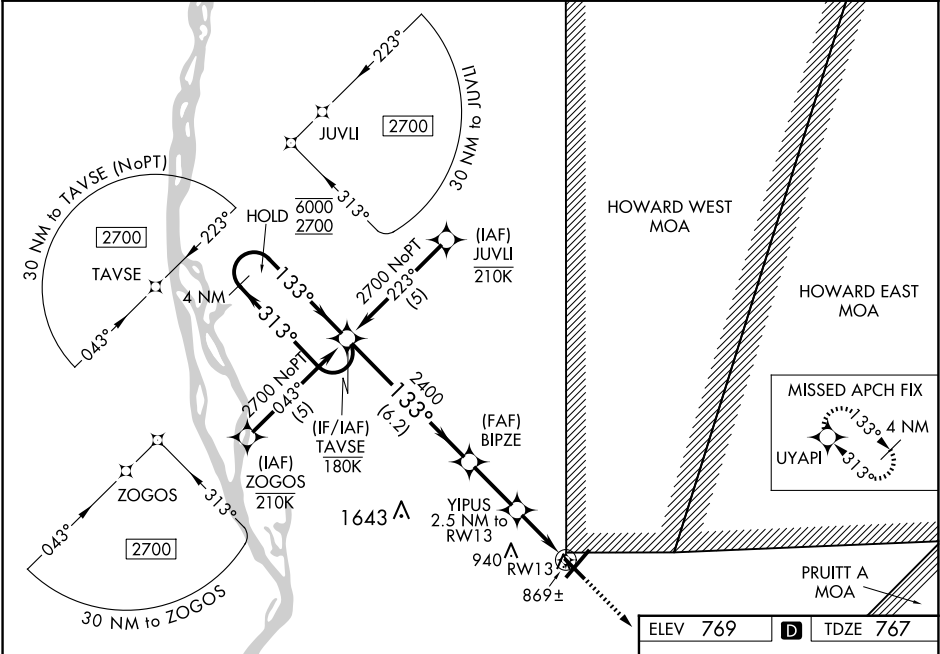 223°
JUVLI
2700
30 NM to JUVLI
313°
30 NM to TAVSE (NoPT)
2700
223°
TAVSE
043°
HOLD
6000
2700
4 NM
133°
313°
(IAF)
JUVLI
210K
2700 NoPT
223°
(5)
HOWARD WEST
MOA
HOWARD EAST
MOA
2700 NoPT
043°
(5)
(IF/IAF)
TAVSE
180K
2400
133°
(6.2)
(FAF)
BIPZE
MISSED APCH FIX
133°
4 NM
UYAPI
313°
(IAF)
ZOGOS
210K
ZOGOS
313°
043°
2700
30 NM to ZOGOS
1643
YIPUS
2.5 NM to
RW13
940
RW13
869±
PRUITT A
MOA
ELEV 769 D TDZE 767